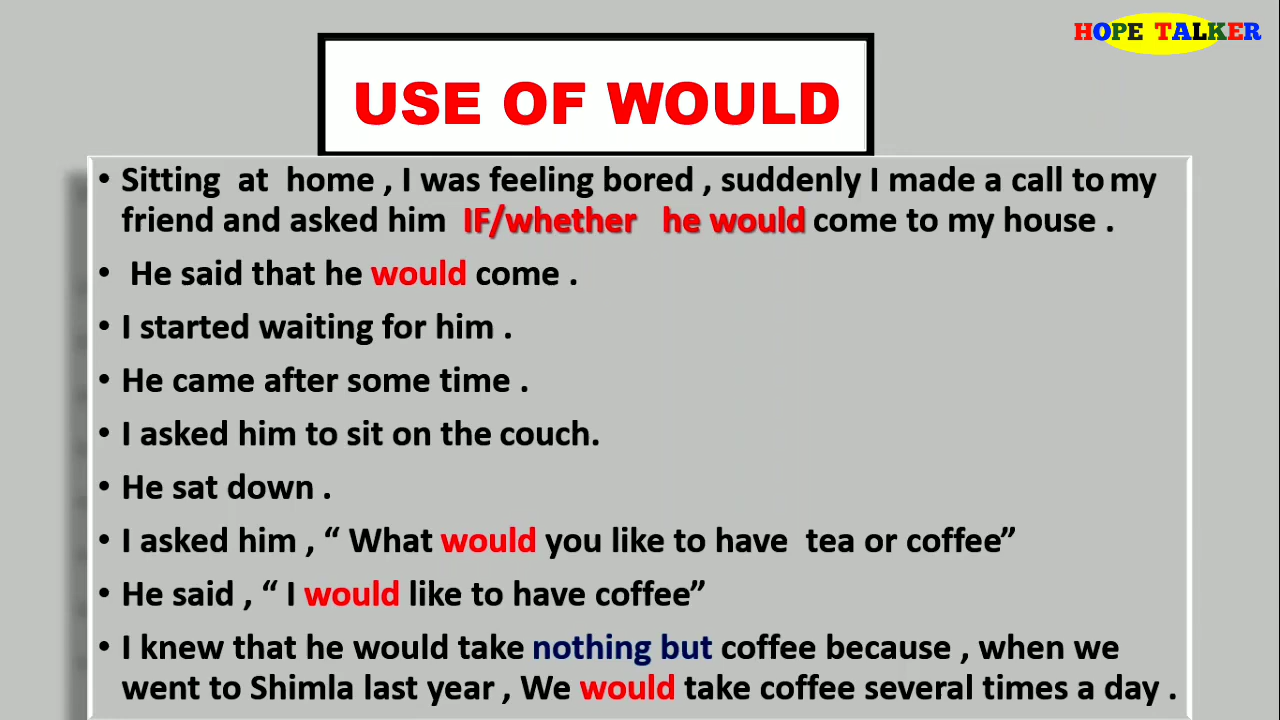 HOPE TALKER
USE OF WOULD
• Sitting at home , I was feeling bored , suddenly I made a call to my
friend and asked him IF/whether he would come to my house .
• He said that he would come .
• I started waiting for him .
• He came after some time .
• I asked him to sit on the couch.
• He sat down .
• I asked him , “ What would you like to have tea or coffee”
• He said , “ I would like to have coffee”
• I knew that he would take nothing but coffee because , when we
went to Shimla last year , We would take coffee several times a day .